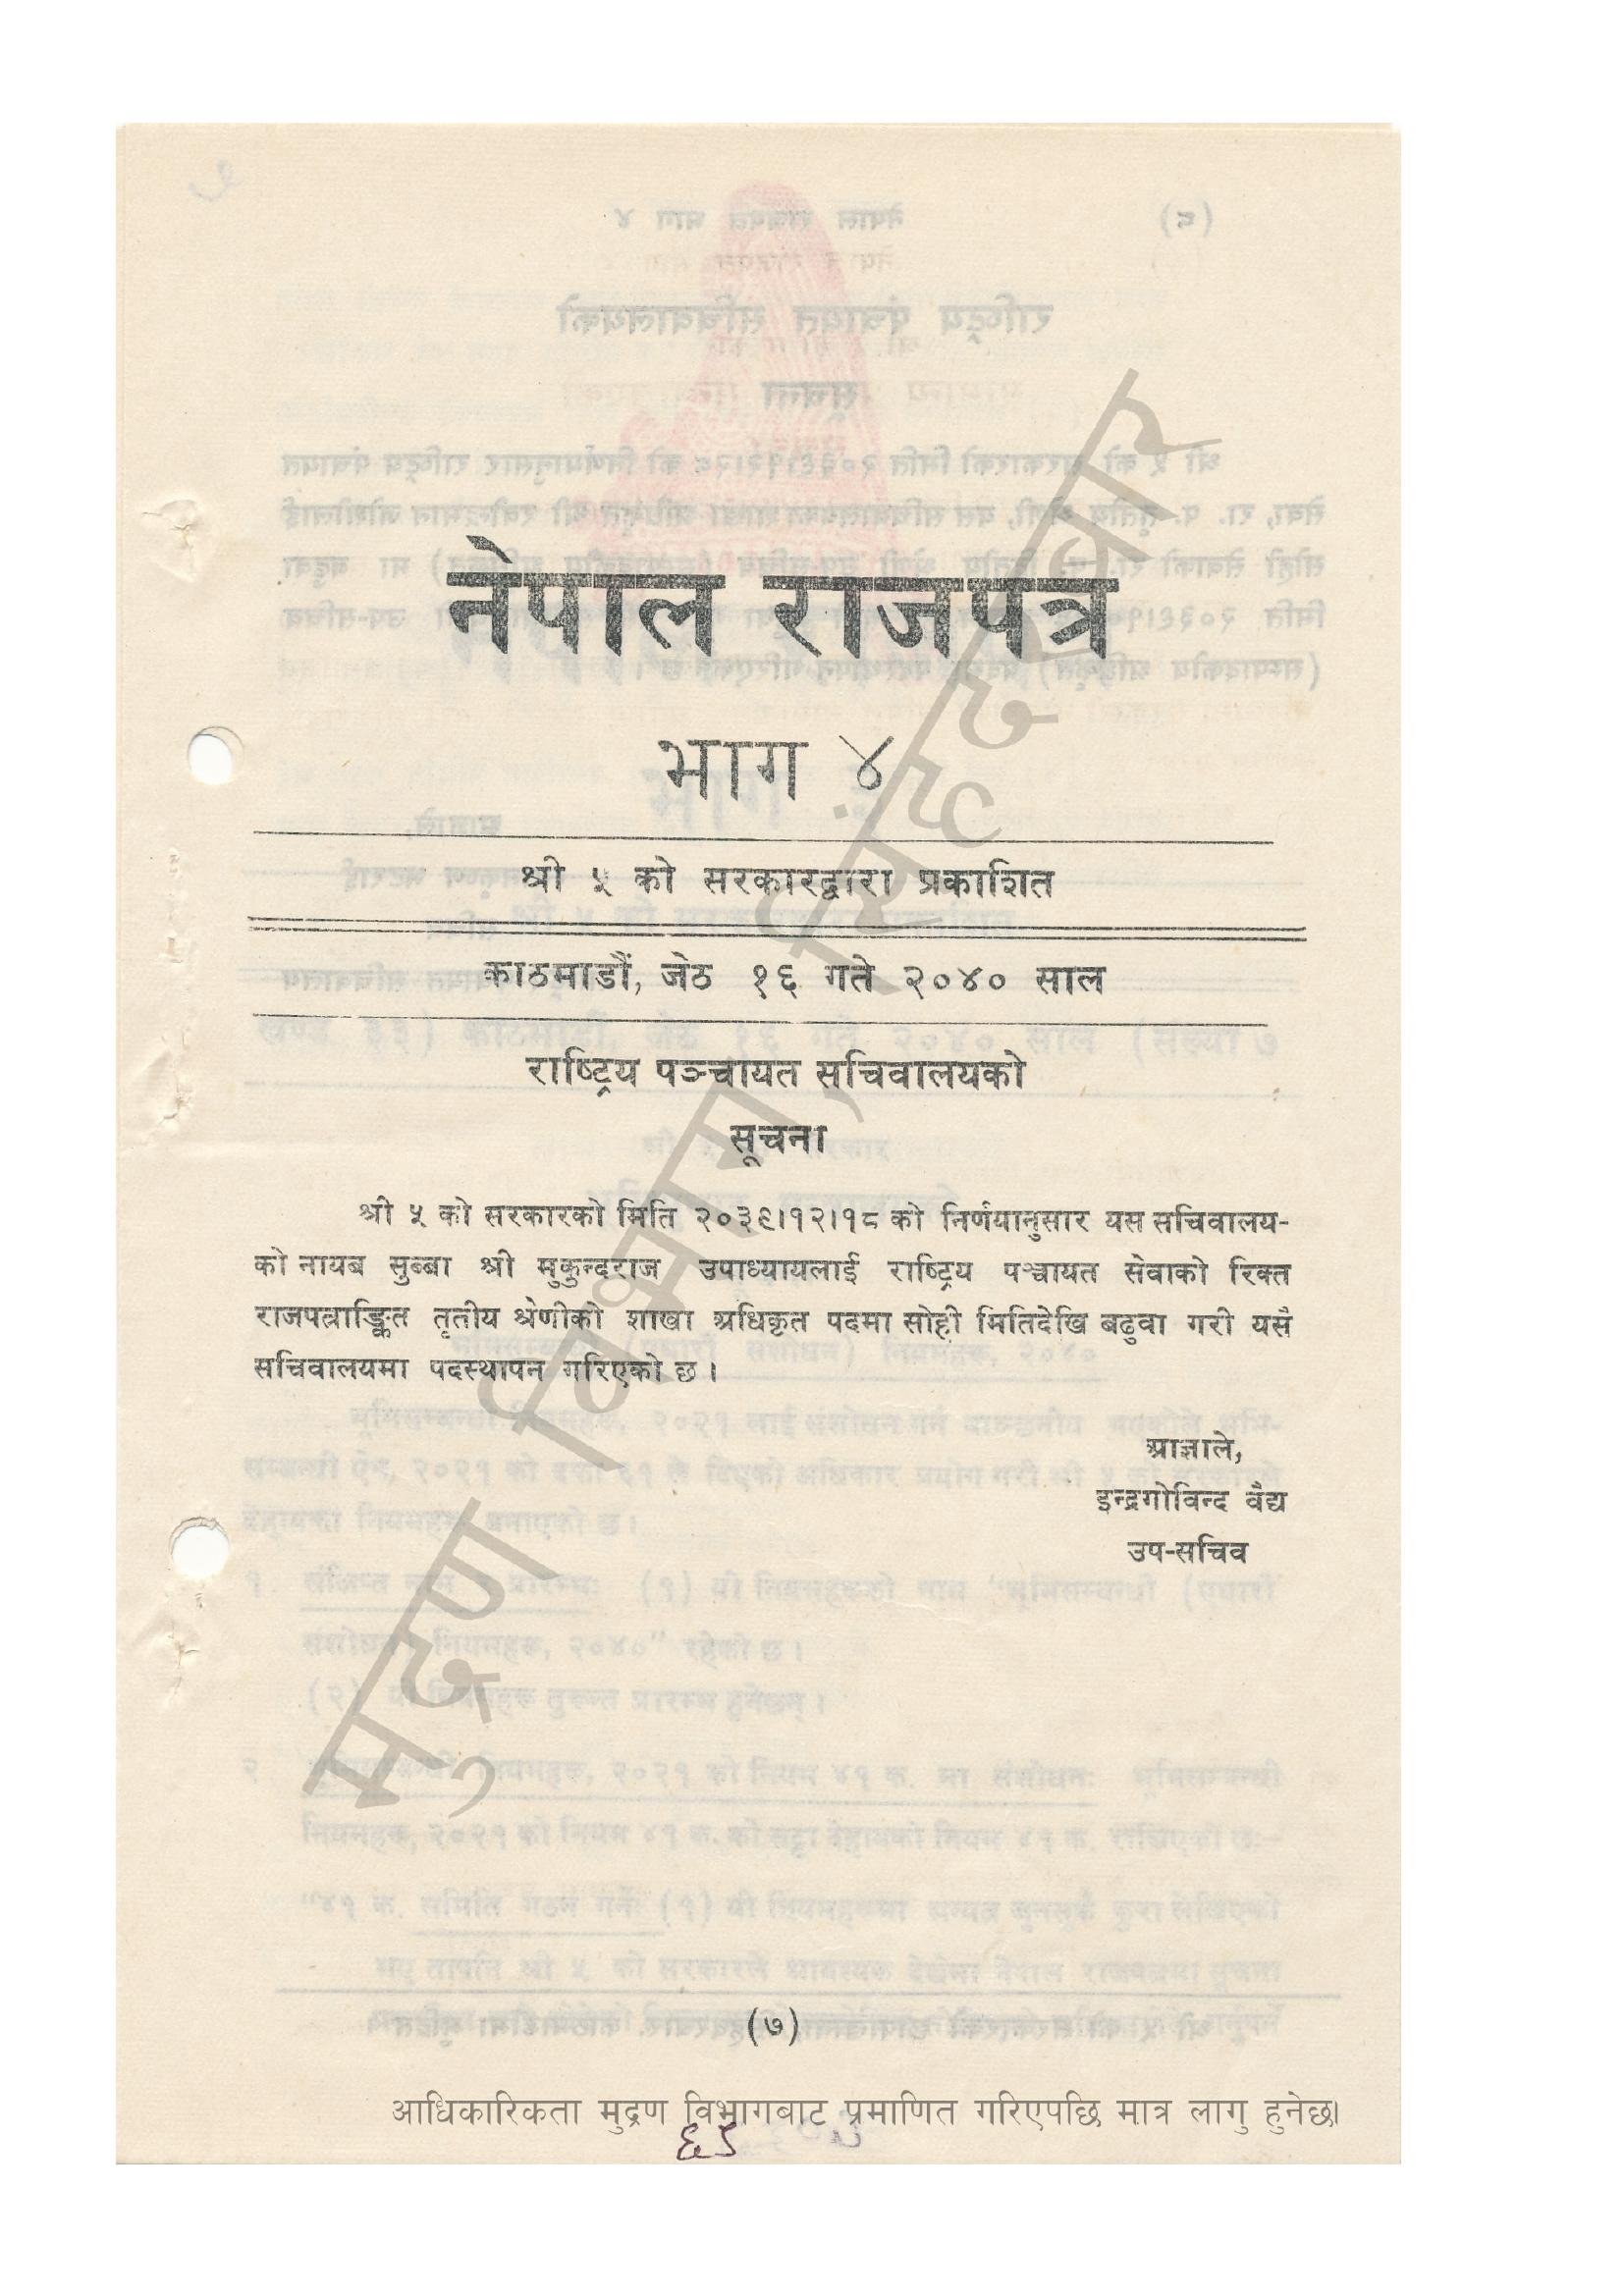 नेपाल राजपत्र
भाग ४
श्री ५ को सरकारद्वारा प्रकाशित
काठमाडौं, जेठ १६ गते २०४० साल
राष्ट्रिय पञ्चायत सचिवालयको
सूचना
श्री ५ को सरकारको मिति २०३९।१२।१८ को निर्णयानुसार यस सचिवालय-
को नायब सुब्बा श्री मुकुन्दराज उपाध्यायलाई राष्ट्रिय पञ्चायत सेवाको रिक्त
राजपत्राङ्कित तृतीय श्रेणीको शाखा अधिकृत पदमा सोही मितिदेखि बढुवा गरी यसै
सचिवालयमा पदस्थापन गरिएको छ ।
आज्ञाले,
इन्द्रगोविन्द वैद्य
उप-सचिव
(७)
आधिकारिकता मुद्रण विभागबाट प्रमाणित गरिएपछि मात्र लागु हुनेछ।
मुद्रण विभाग, सिंहदरबार